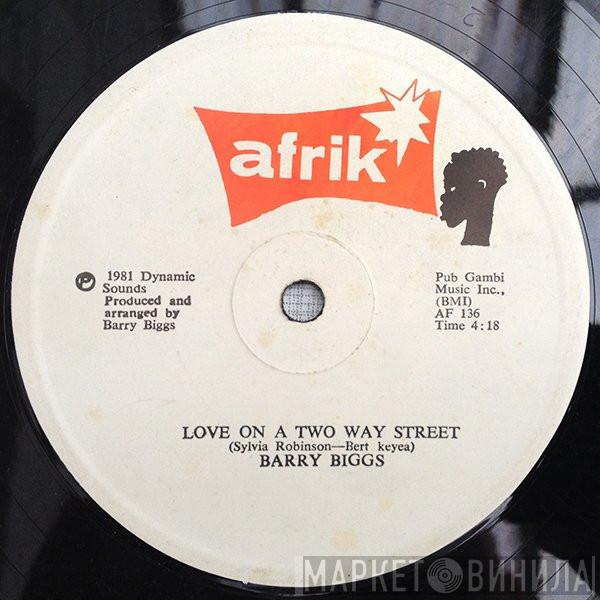 afrik
℗ 1981 Dynamic
Sounds
Produced and
arranged by
Barry Biggs
Pub Gambi
Music Inc.,
(BMI)
AF 136
Time 4:18
LOVE ON A TWO WAY STREET
(Sylvia Robinson—Bert keyea)
BARRY BIGGS
МАРКЕТ ВИНИЛА